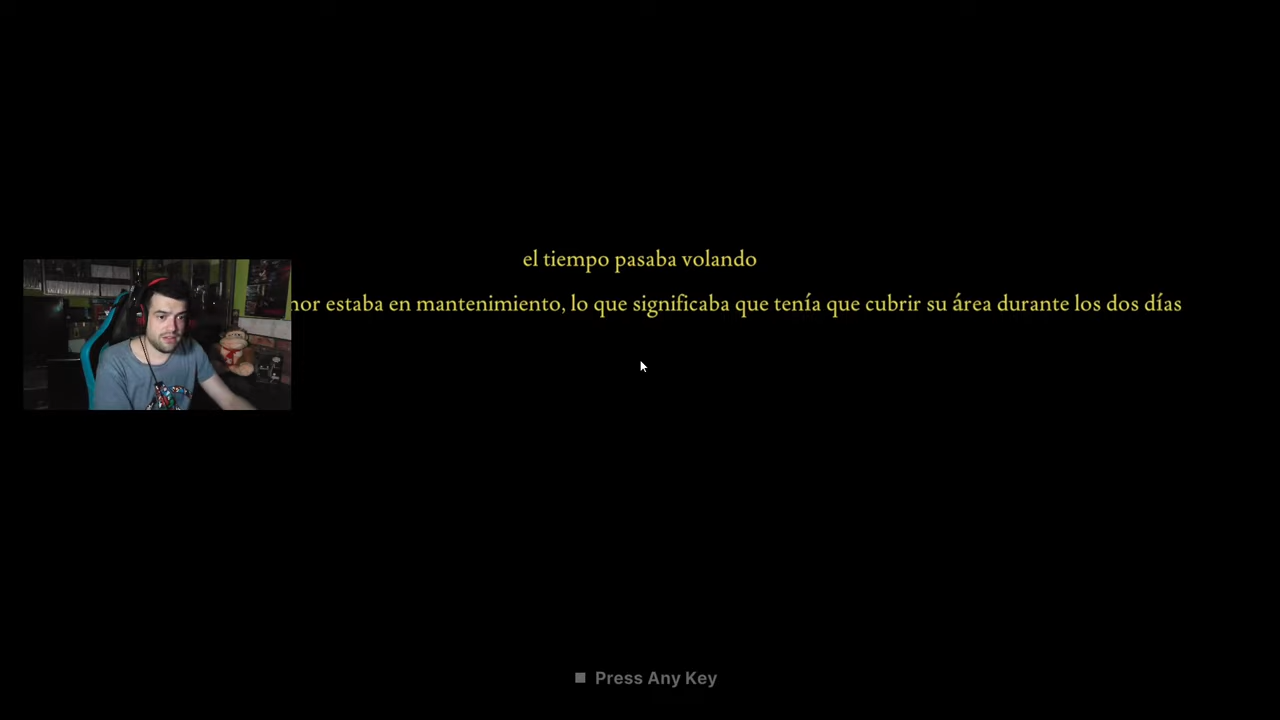 el tiempo pasaba volando
estaba en mantenimiento, lo que significaba que tenía que cubrir su área durante los dos días
Press Any Key